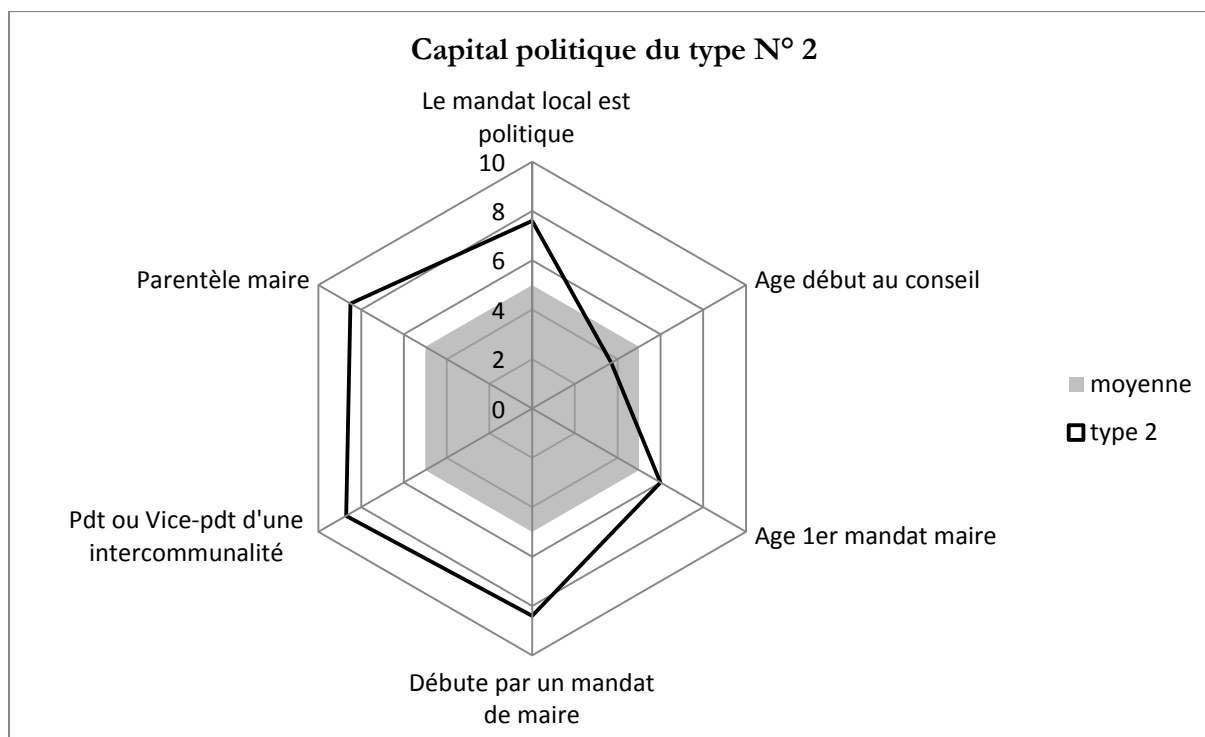 Capital politique du type N° 2
Le mandat local est
politique
10
8
6
4
2
0
Age début au conseil
Parentèle maire
moyenne
type 2
Pdt ou Vice-pdt d'une
intercommunalité
Age 1er mandat maire
Débute par un mandat
de maire